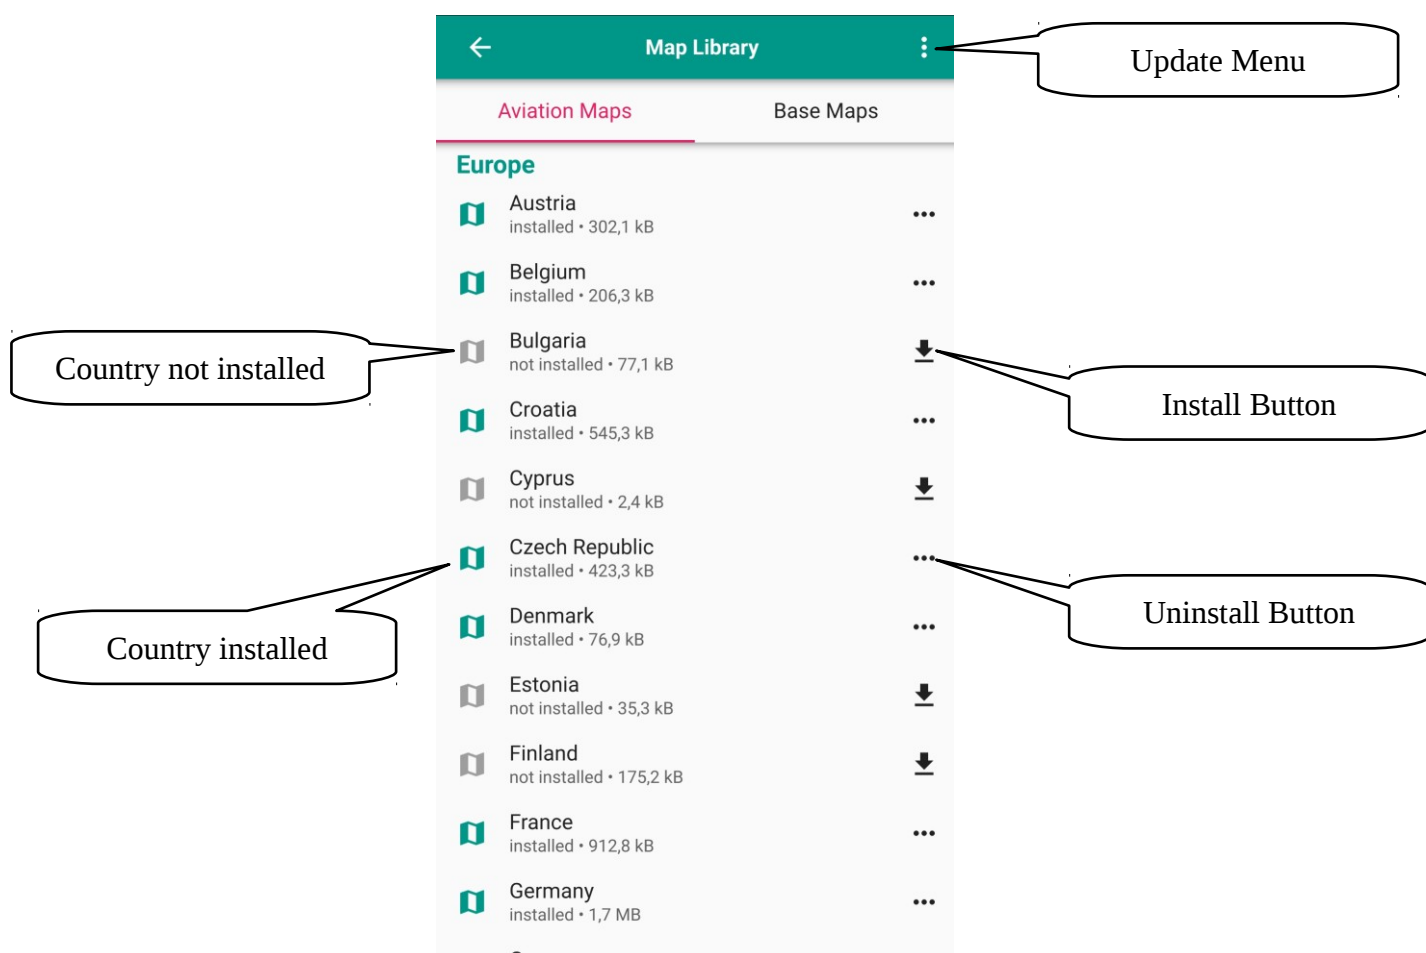 Map Library
Update Menu
Aviation Maps
Base Maps
Europe
Austria
installed • 302,1 kB
Belgium
installed • 206,3 kB
Bulgaria
not installed • 77,1 kB
Country not installed
Install Button
Croatia
installed • 545,3 kB
Cyprus
not installed • 2,4 kB
Czech Republic
installed • 423,3 kB
Uninstall Button
Denmark
installed • 76,9 kB
Country installed
Estonia
not installed • 35,3 kB
Finland
not installed • 175,2 kB
France
installed • 912,8 kB
Germany
installed • 1,7 MB